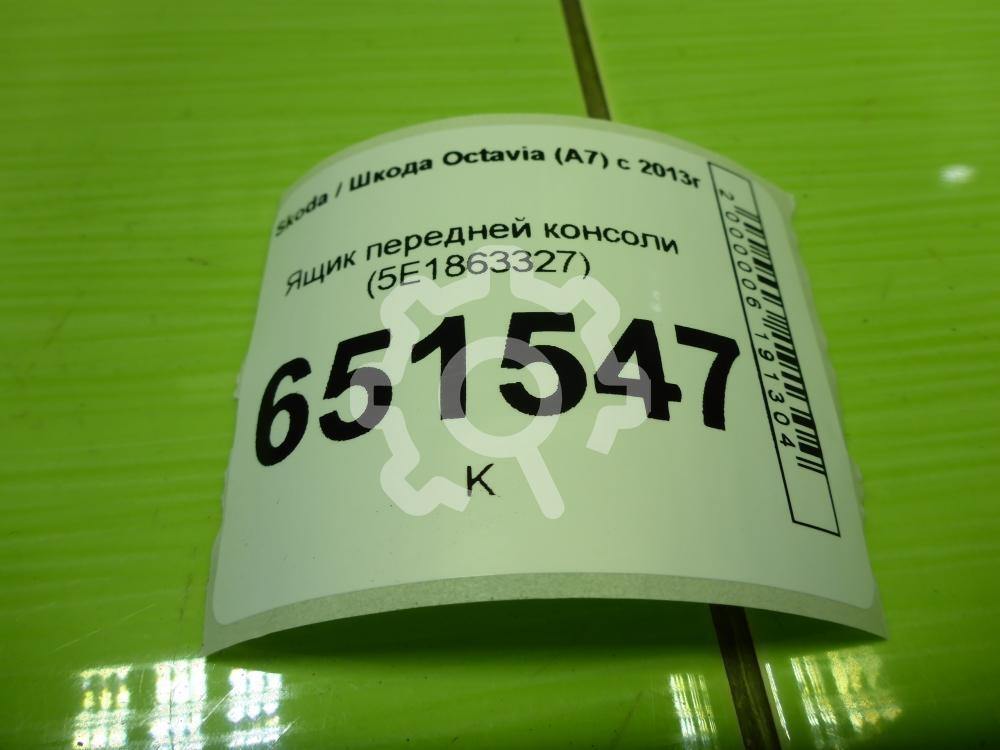 Skoda / Шкода Octavia (A7) с 2013г
Ящик передней консоли
(5E1863327)
651547
К
2000006191304